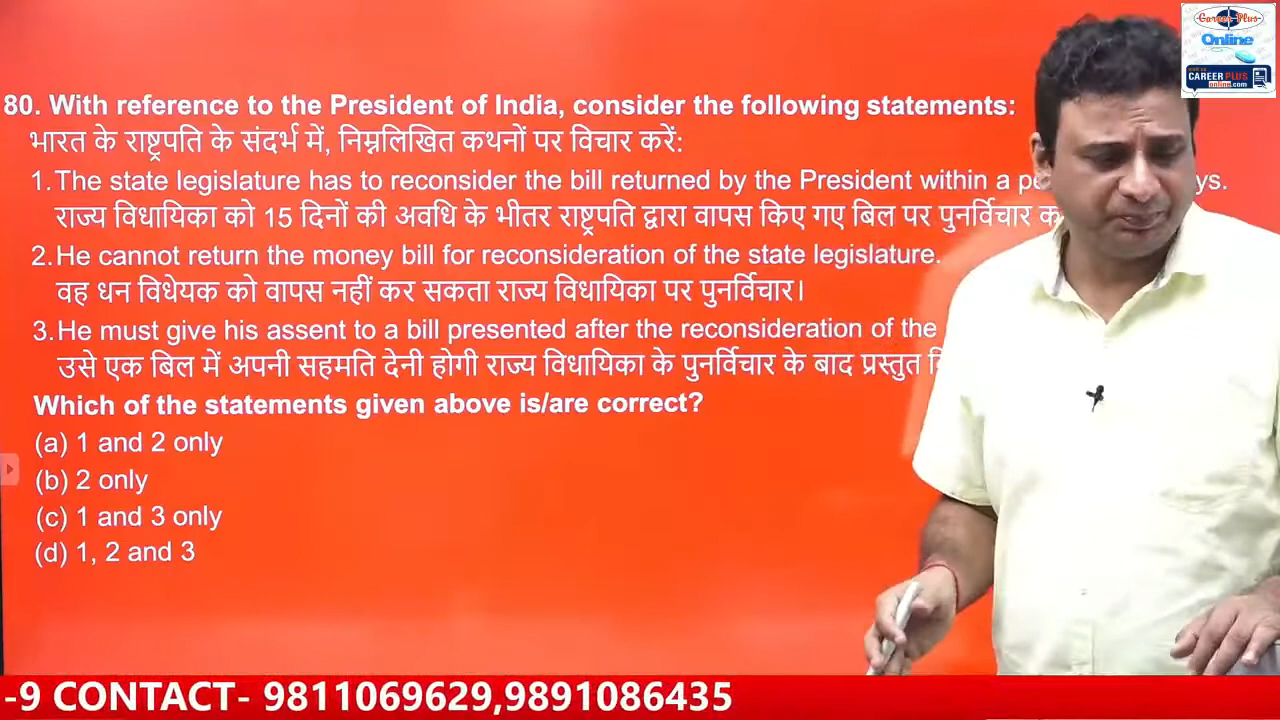 Career Plus
Online
CAREER PLUS
online.com
80. With reference to the President of India, consider the following statements:
भारत के राष्ट्रपति के संदर्भ में, निम्नलिखित कथनों पर विचार करें:
1. The state legislature has to reconsider the bill returned by the President within a ys.
राज्य विधायिका को 15 दिनों की अवधि के भीतर राष्ट्रपति द्वारा वापस किए गए बिल पर पुनर्विचार
2. He cannot return the money bill for reconsideration of the state legislature.
वह धन विधेयक को वापस नहीं कर सकता राज्य विधायिका पर पुनर्विचार।
3. He must give his assent to a bill presented after the reconsideration of the
उसे एक बिल में अपनी सहमति देनी होगी राज्य विधायिका के पुनर्विचार के बाद प्रस्तुत
Which of the statements given above is/are correct?
(a) 1 and 2 only
(b) 2 only
(c) 1 and 3 only
(d) 1, 2 and 3
-9 CONTACT- 9811069629,9891086435